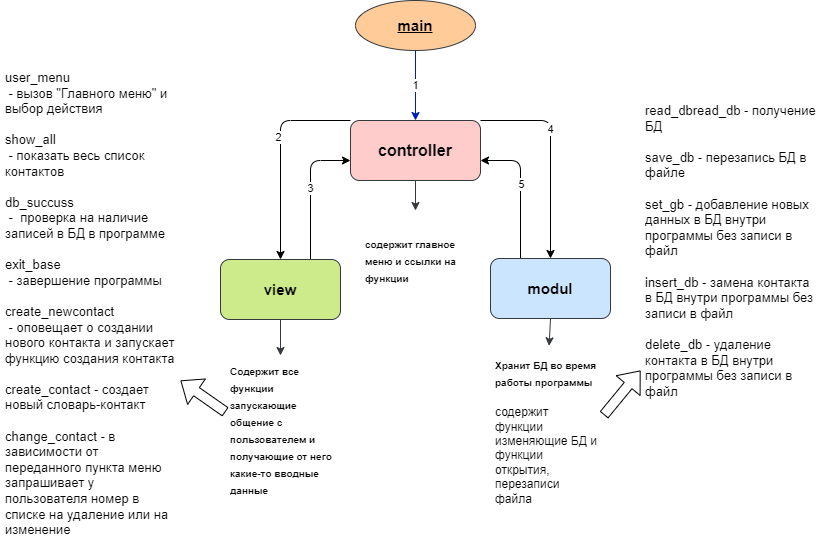 main
1
controller
2
3
4
5
view
modul
user_menu
- вызов "Главного меню" и
выбор действия
show_all
- показать весь список
контактов
db_succuss
- проверка на наличие
записей в БД в программе
exit_base
- завершение программы
create_newcontact
- оповещает о создании
нового контакта и запускает
функцию создания контакта
create_contact - создает
новый словарь-контакт
change_contact - в
зависимости от
переданного пункта меню
запрашивает у
пользователя номер в
списке на удаление или на
изменение
содержит главное
меню и ссылки на
функции
Содержит все
функции
запускающие
общение с
пользователем и
получающие от него
какие-то вводные
данные
Хранит БД во время
работы программы
содержит
функции
изменяющие БД и
функции
открытия,
перезаписи
файла
read_dbread_db - получение
БД
save_db - перезапись БД в
файле
set_gb - добавление новых
данных в БД внутри
программы без записи в
файл
insert_db - замена контакта
в БД внутри программы без
записи в файл
delete_db - удаление
контакта в БД внутри
программы без записи в
файл